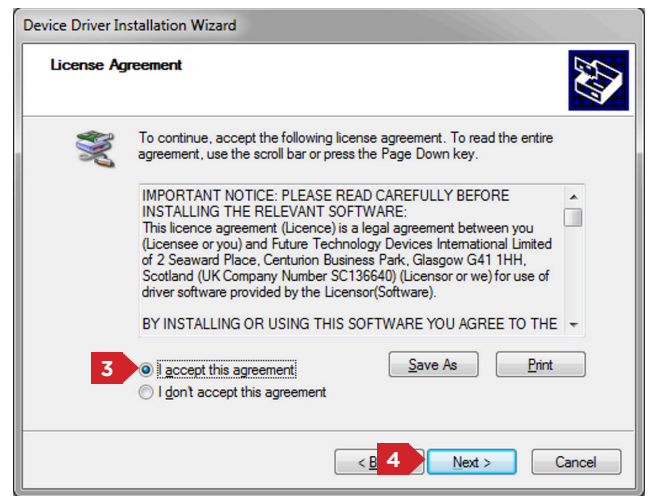 Device Driver Installation Wizard
License Agreement
To continue, accept the following license agreement. To read the entire
agreement, use the scroll bar or press the Page Down key.
IMPORTANT NOTICE: PLEASE READ CAREFULLY BEFORE
INSTALLING THE RELEVANT SOFTWARE:
This licence agreement (Licence) is a legal agreement between you
(Licensee or you) and Future Technology Devices International Limited
of 2 Seaward Place, Centurion Business Park, Glasgow G41 1HH,
Scotland (UK Company Number SC136640) (Licensor or we) for use of
driver software provided by the Licensor(Software).
BY INSTALLING OR USING THIS SOFTWARE YOU AGREE TO THE
3 I accept this agreement Save As Print
I don't accept this agreement
< B 4 Next > Cancel